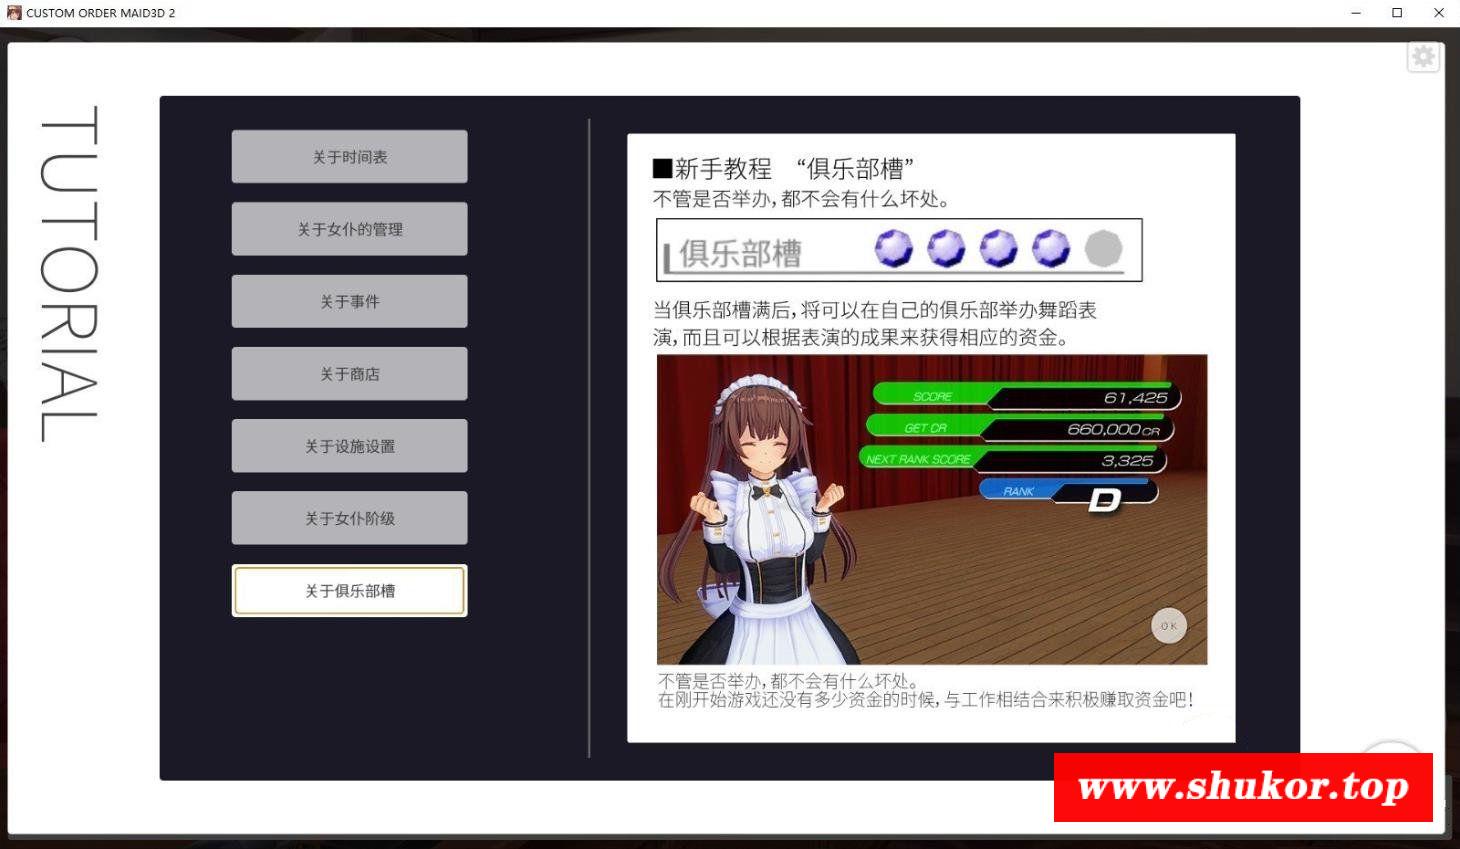 CUSTOM ORDER MAID3D 2
TUTORIAL
关于时间表
关于女仆的管理
关于事件
关于商店
关于设施设置
关于女仆阶级
关于俱乐部槽
■新手教程 “俱乐部槽”
不管是否举办，都不会有什么坏处。
俱乐部槽
当俱乐部槽满后，将可以在自己的俱乐部举办舞蹈表
演，而且可以根据表演的成果来获得相应的资金。
SCORE 61,425
GET CR 660,000CR
NEXT RANK SCORE 3,325
RANK D
OK
不管是否举办，都不会有什么坏处。
在刚开始游戏还没有多少资金的时候，与工作相结合来积极赚取资金吧！
www.shukor.top